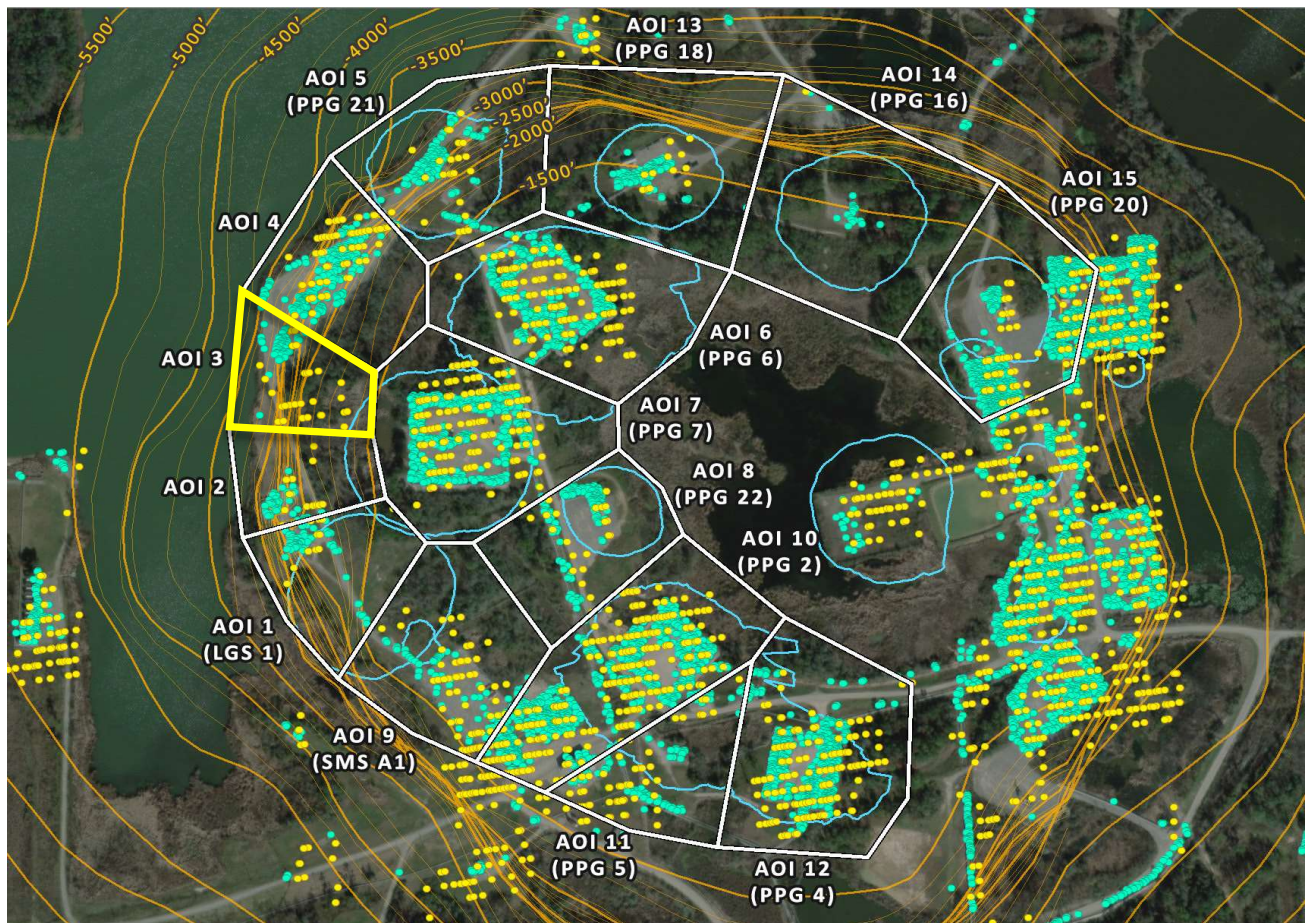 -5500'
-5000'
-4500'
-4000'
-3500'
-3000'
-2500'
-2000'
-1500'
AOI 13
(PPG 18)
AOI 5
(PPG 21)
AOI 14
(PPG 16)
AOI 15
(PPG 20)
AOI 4
AOI 3
AOI 6
(PPG 6)
AOI 7
(PPG 7)
AOI 8
(PPG 22)
AOI 2
AOI 10
(PPG 2)
AOI 1
(LGS 1)
AOI 9
(SMS A1)
AOI 11
(PPG 5)
AOI 12
(PPG 4)